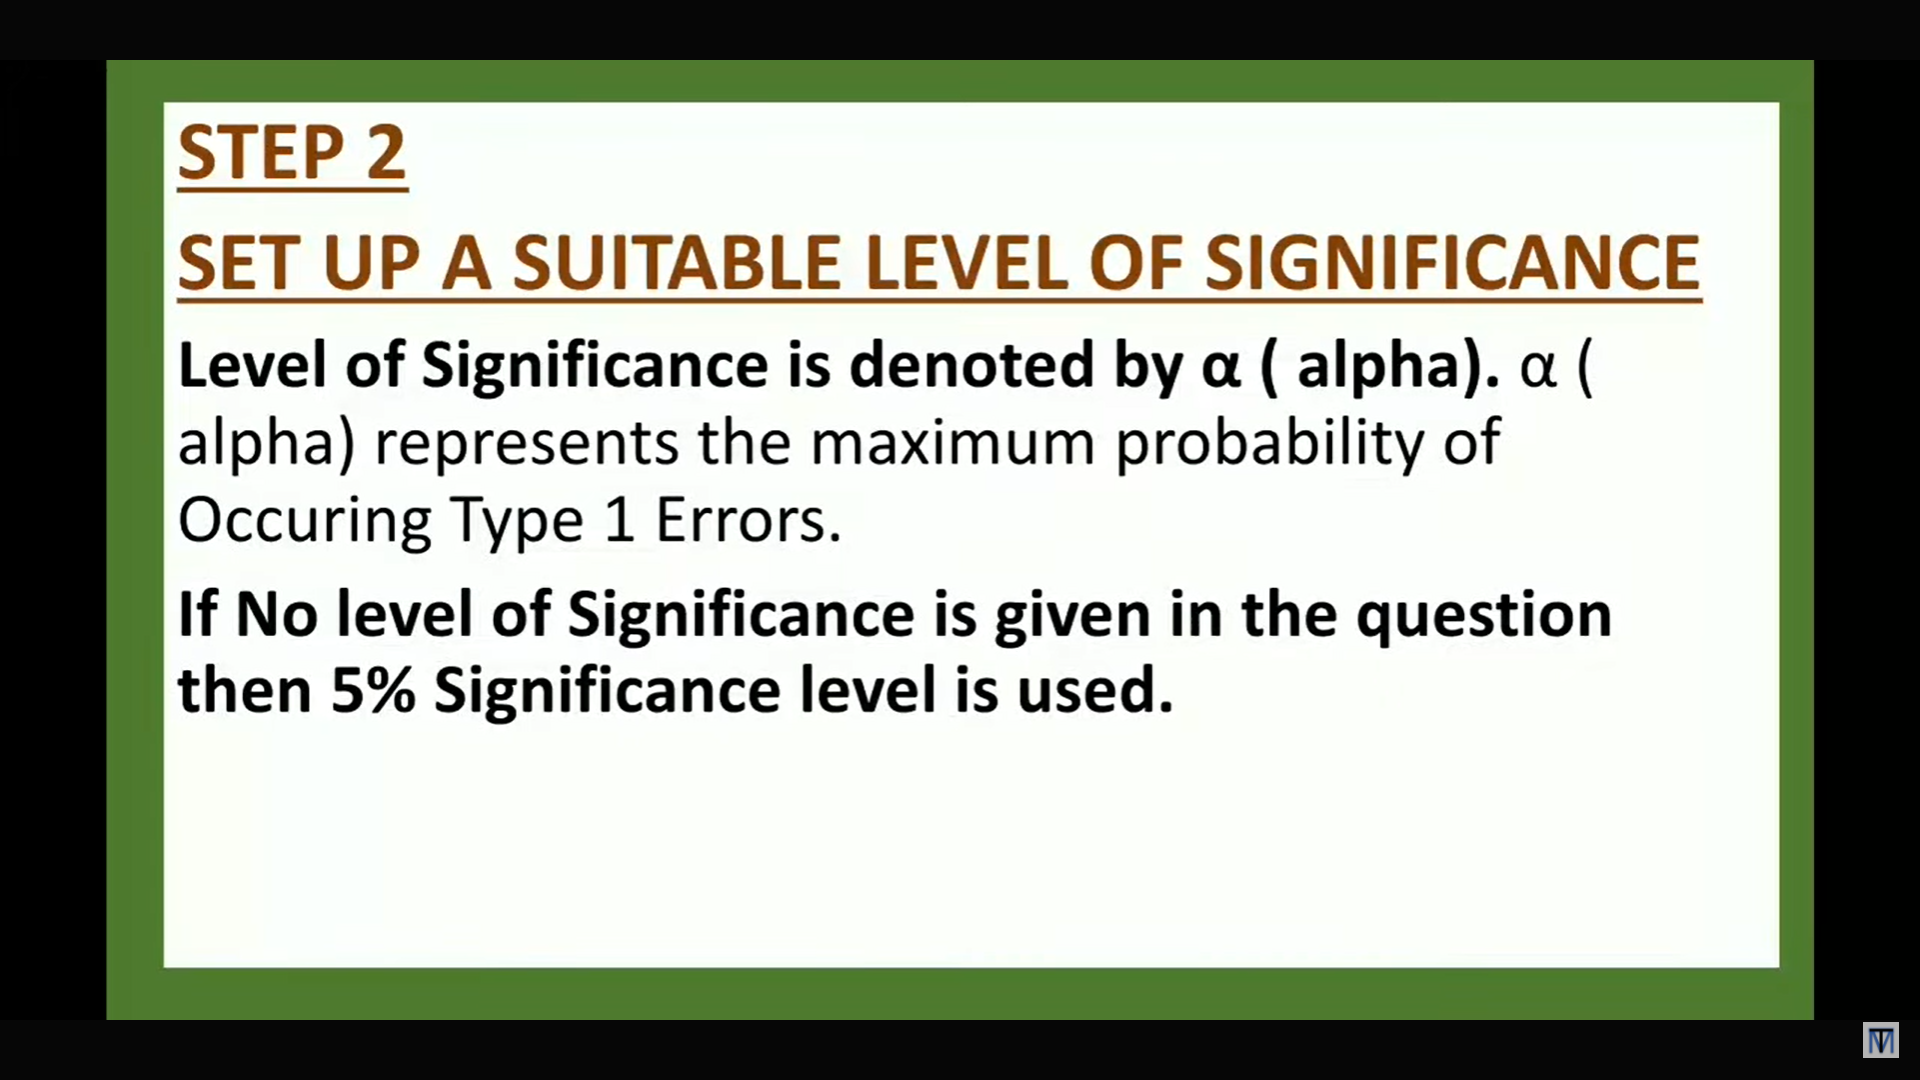 STEP 2
SET UP A SUITABLE LEVEL OF SIGNIFICANCE
Level of Significance is denoted by α ( alpha). α (
alpha) represents the maximum probability of
Occuring Type 1 Errors.
If No level of Significance is given in the question
then 5% Significance level is used.